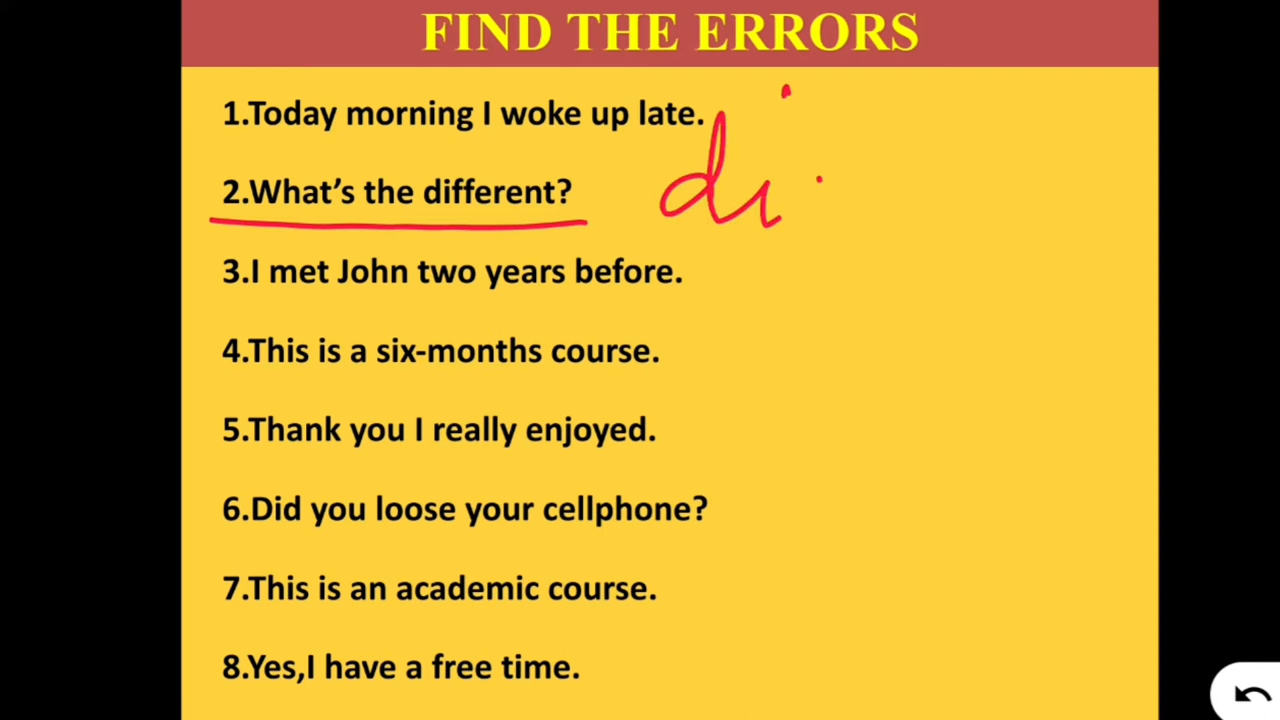 FIND THE ERRORS
1.Today morning I woke up late.
2.What’s the different? di
3.I met John two years before.
4.This is a six-months course.
5.Thank you I really enjoyed.
6.Did you loose your cellphone?
7.This is an academic course.
8.Yes,I have a free time.